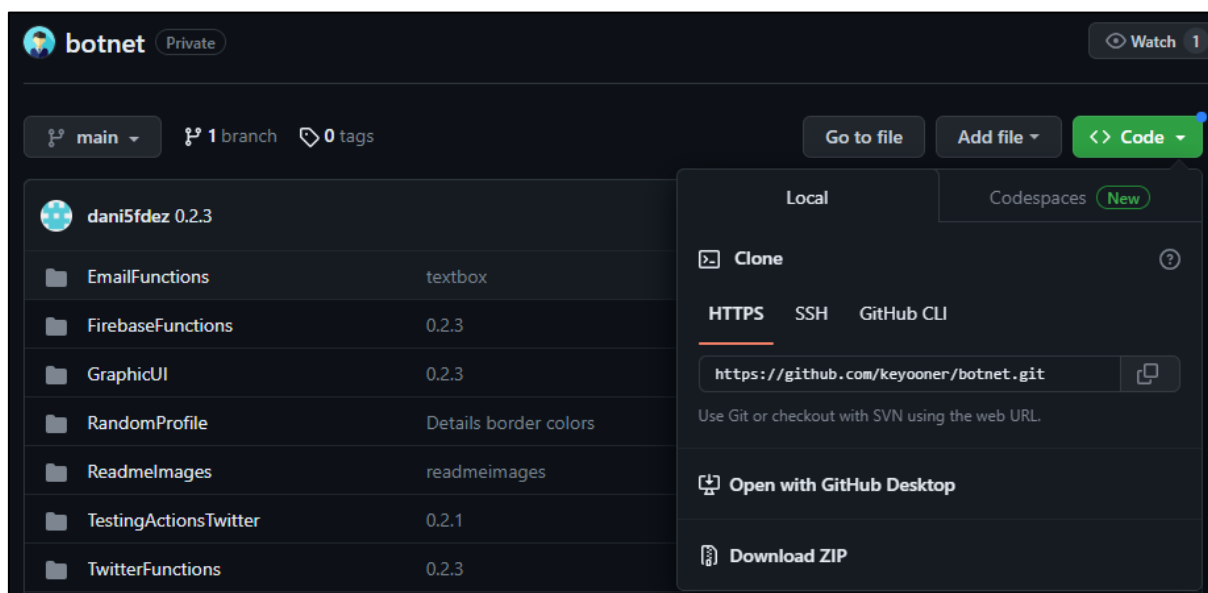 botnet Private Watch 1
main 1 branch 0 tags Go to file Add file <> Code
dani5fdez 0.2.3
EmailFunctions textbox
FirebaseFunctions 0.2.3
GraphicUI 0.2.3
RandomProfile Details border colors
ReadmeImages readmeimages
TestingActionsTwitter 0.2.1
TwitterFunctions 0.2.3
Local Codespaces New
Clone
HTTPS SSH GitHub CLI
https://github.com/keyooner/botnet.git
Use Git or checkout with SVN using the web URL.
Open with GitHub Desktop
Download ZIP